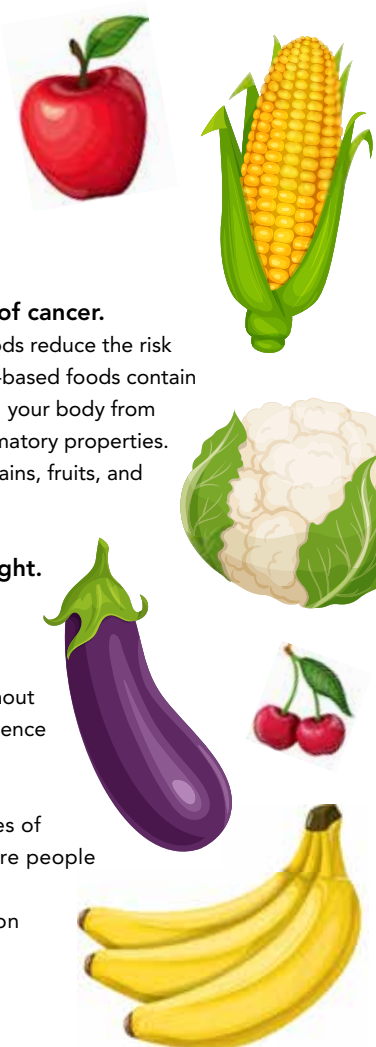 of cancer.
ods reduce the risk
-based foods contain
your body from
matory properties.
ains, fruits, and
ght.
hout
ence
es of
re people
on